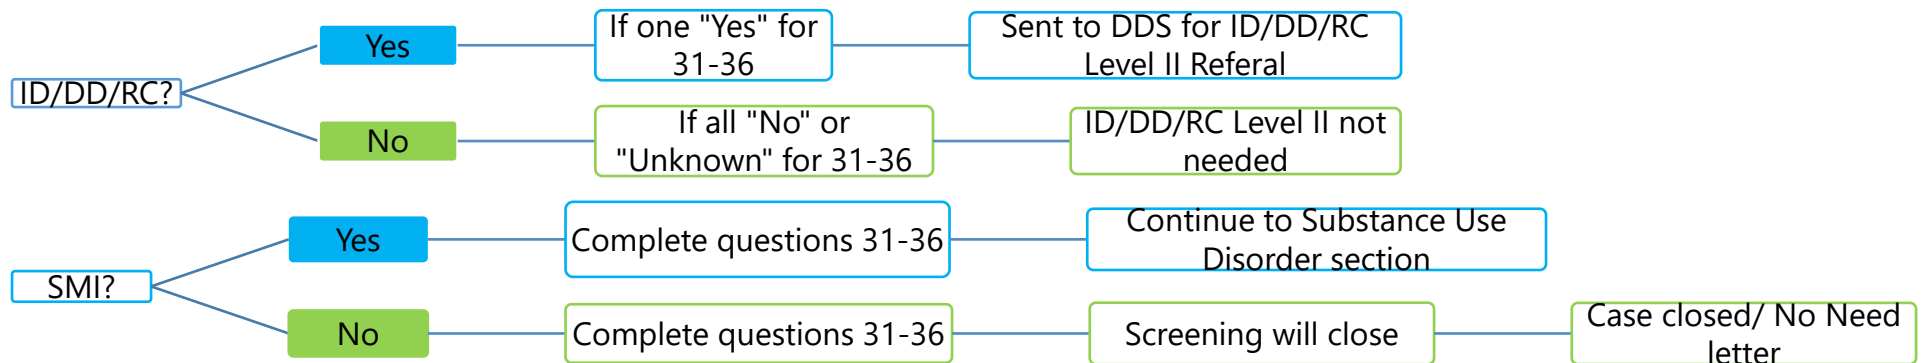 ID/DD/RC?
Yes
If one "Yes" for
31-36
Sent to DDS for ID/DD/RC
Level II Referal
No
If all "No" or
"Unknown" for 31-36
ID/DD/RC Level II not
needed
SMI?
Yes
Complete questions 31-36
Continue to Substance Use
Disorder section
No
Complete questions 31-36
Screening will close
Case closed/ No Need
letter